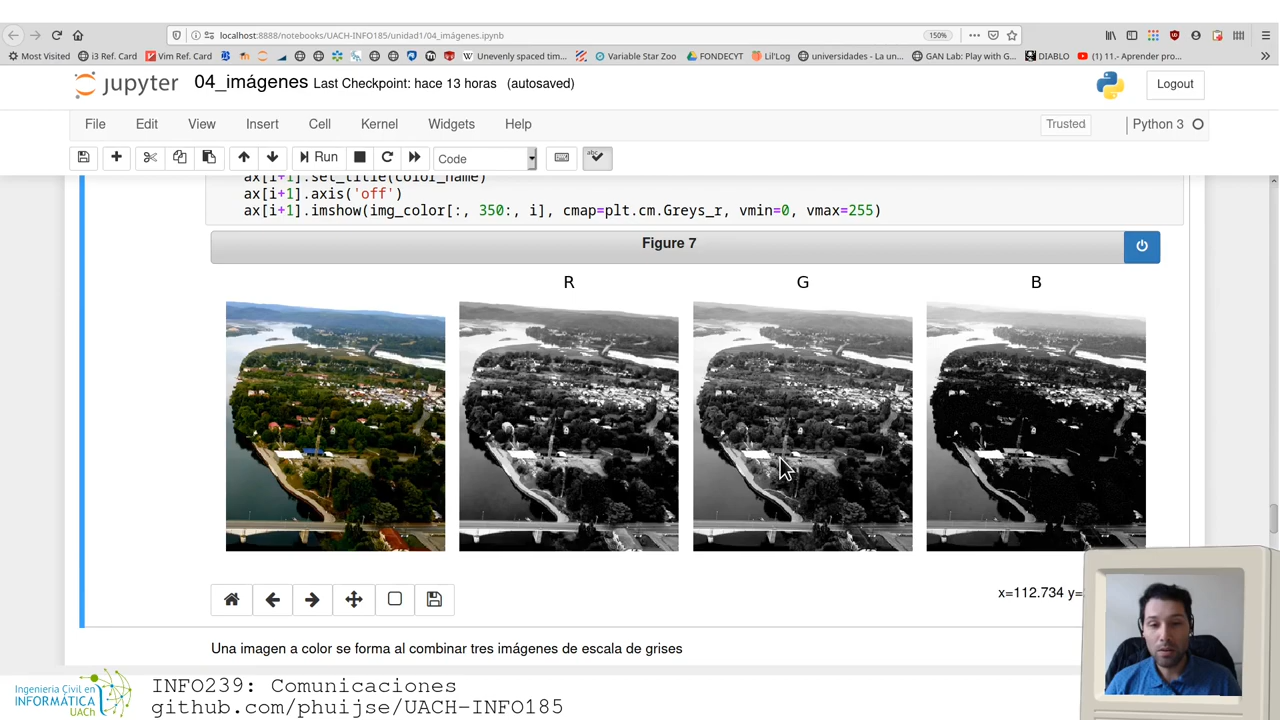 localhost:8888/notebooks/UACH-INFO185/unidad1/04_imágenes.ipynb
150%
Most Visited
i3 Ref. Card
Vim Ref. Card
Unevenly spaced tim...
Variable Star Zoo
FONDECYT
Lil'Log
universidades - La un...
GAN Lab: Play with G...
DIABLO
11.- Aprender pro...
jupyter
04_imágenes Last Checkpoint: hace 13 horas (autosaved)
Logout
File Edit View Insert Cell Kernel Widgets Help
Trusted
Python 3
Run
Code
ax[i+1].set_title(color_name)
ax[i+1].axis('off')
ax[i+1].imshow(img_color[:, 350:, i], cmap=plt.cm.Greys_r, vmin=0, vmax=255)
Figure 7
R G B
x=112.734 y=
Una imagen a color se forma al combinar tres imágenes de escala de grises
Ingeniería Civil en
INFORMÁTICA
UACh
INFO239: Comunicaciones
github.com/phuijse/UACH-INFO185